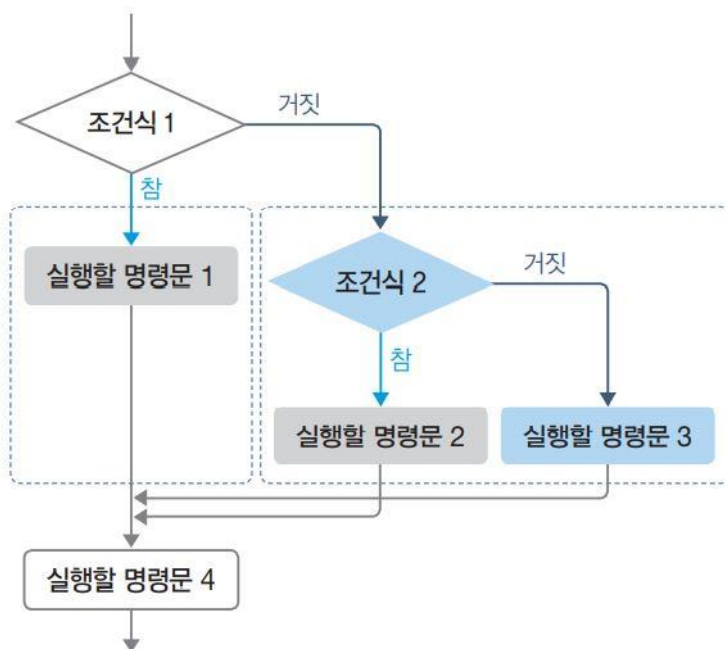 조건식 1
거짓
참
실행할 명령문 1
조건식 2
거짓
참
실행할 명령문 2
실행할 명령문 3
실행할 명령문 4